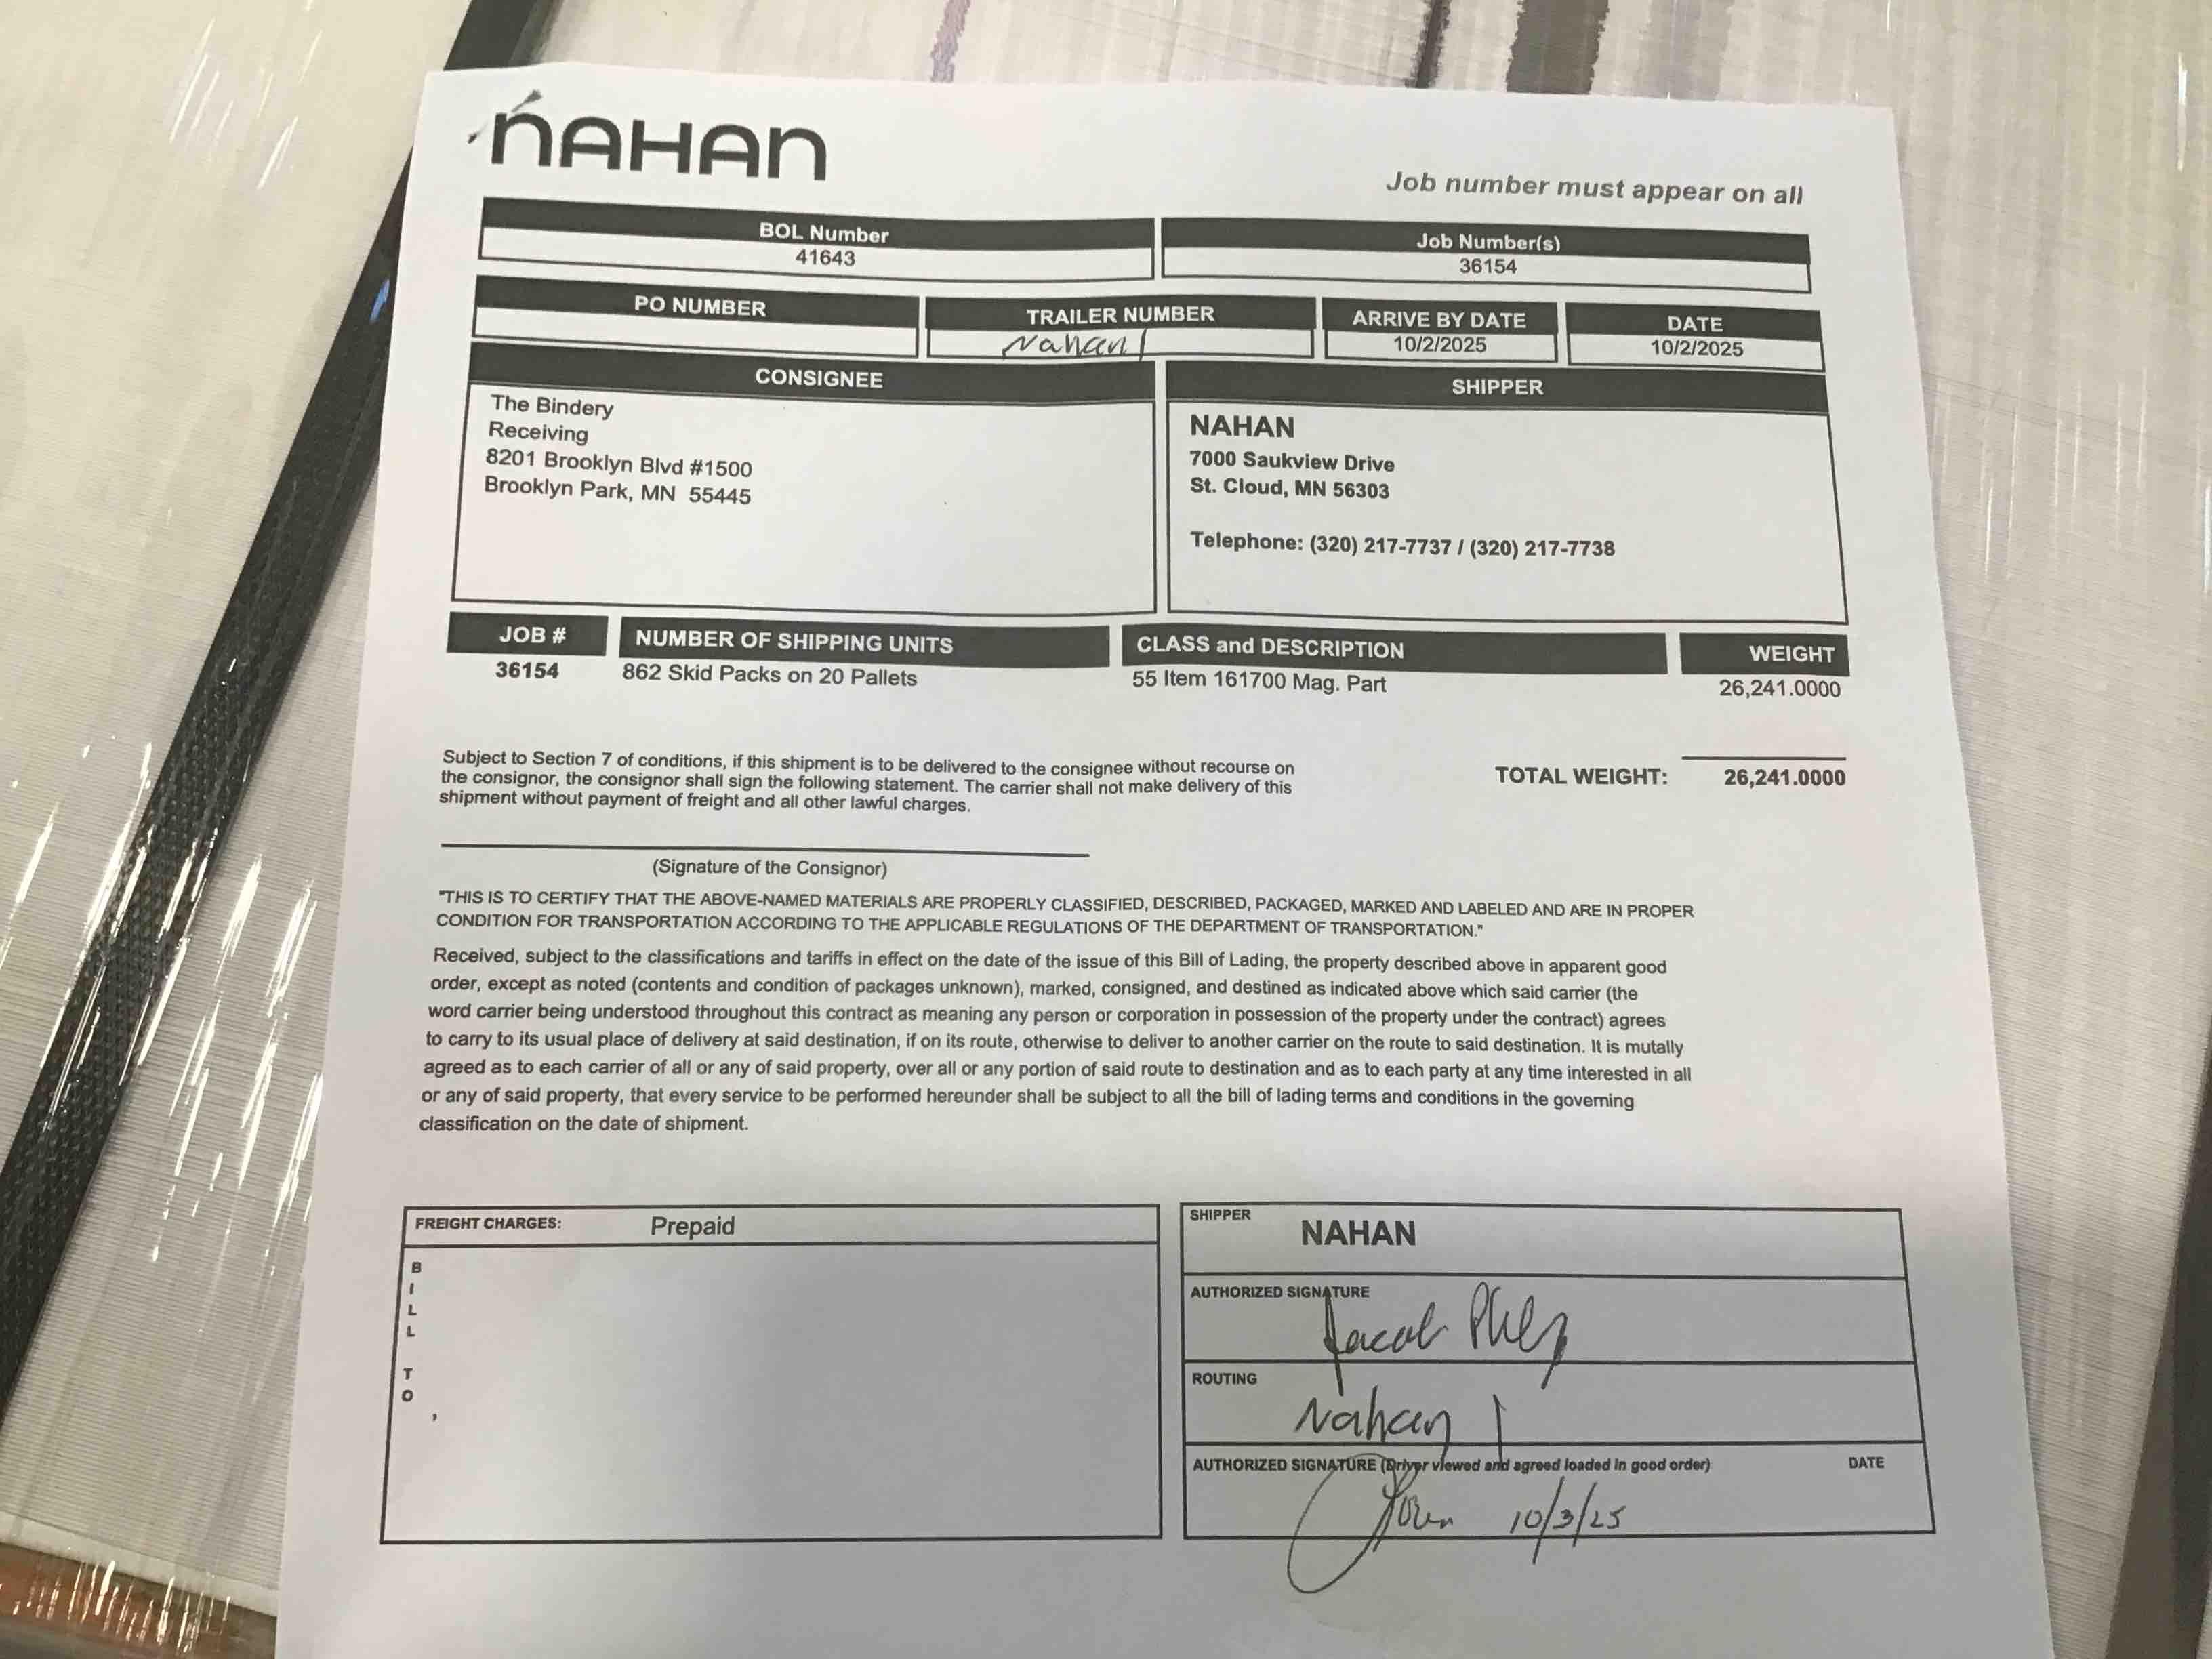 NAHAN
Job number must appear on all
BOL Number
41643
Job Number(s)
36154
PO NUMBER
TRAILER NUMBER
Nahan 1
ARRIVE BY DATE
10/2/2025
DATE
10/2/2025
CONSIGNEE
The Bindery
Receiving
8201 Brooklyn Blvd #1500
Brooklyn Park, MN 55445
SHIPPER
NAHAN
7000 Saukview Drive
St. Cloud, MN 56303
Telephone: (320) 217-7737 / (320) 217-7738
JOB # NUMBER OF SHIPPING UNITS CLASS and DESCRIPTION WEIGHT
36154 862 Skid Packs on 20 Pallets 55 Item 161700 Mag. Part 26,241.0000
Subject to Section 7 of conditions, if this shipment is to be delivered to the consignee without recourse on
the consignor, the consignor shall sign the following statement. The carrier shall not make delivery of this
shipment without payment of freight and all other lawful charges.
TOTAL WEIGHT: 26,241.0000
(Signature of the Consignor)
"THIS IS TO CERTIFY THAT THE ABOVE-NAMED MATERIALS ARE PROPERLY CLASSIFIED, DESCRIBED, PACKAGED, MARKED AND LABELED AND ARE IN PROPER
CONDITION FOR TRANSPORTATION ACCORDING TO THE APPLICABLE REGULATIONS OF THE DEPARTMENT OF TRANSPORTATION."
Received, subject to the classifications and tariffs in effect on the date of the issue of this Bill of Lading, the property described above in apparent good
order, except as noted (contents and condition of packages unknown), marked, consigned, and destined as indicated above which said carrier (the
word carrier being understood throughout this contract as meaning any person or corporation in possession of the property under the contract) agrees
to carry to its usual place of delivery at said destination, if on its route, otherwise to deliver to another carrier on the route to said destination. It is mutally
agreed as to each carrier of all or any of said property, over all or any portion of said route to destination and as to each party at any time interested in all
or any of said property, that every service to be performed hereunder shall be subject to all the bill of lading terms and conditions in the governing
classification on the date of shipment.
FREIGHT CHARGES: Prepaid
BILL TO
,
SHIPPER
NAHAN
AUTHORIZED SIGNATURE
Jacob
ROUTING
Nahan 1
AUTHORIZED SIGNATURE (Driver viewed and agreed loaded in good order) DATE
10/3/25